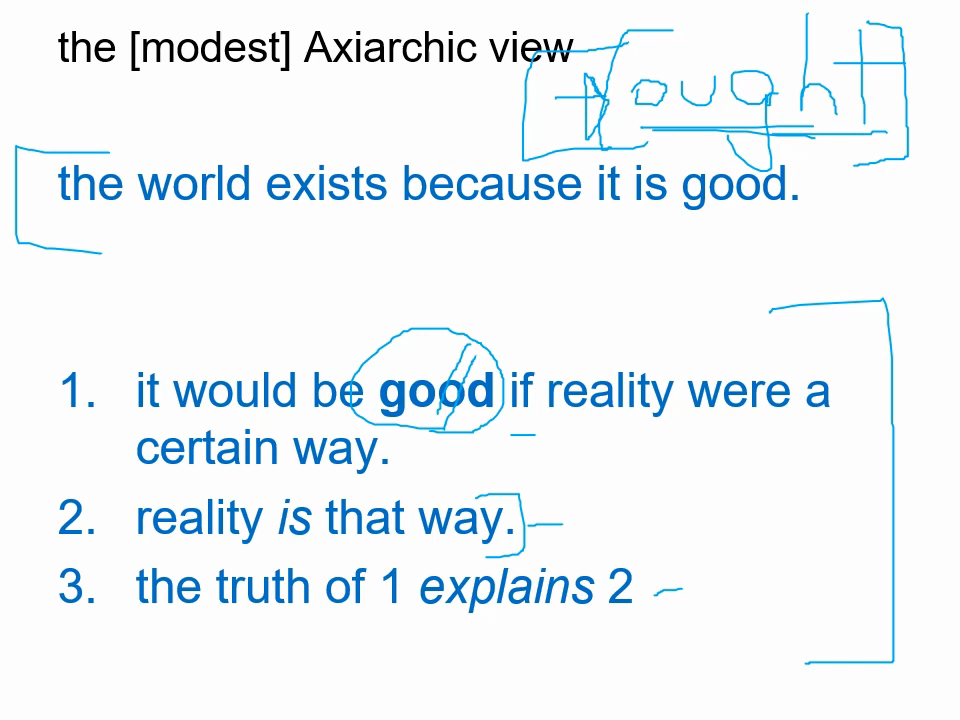 the [modest] Axiarchic view
ought
the world exists because it is good.
1. it would be good if reality were a
certain way.
2. reality is that way.
3. the truth of 1 explains 2